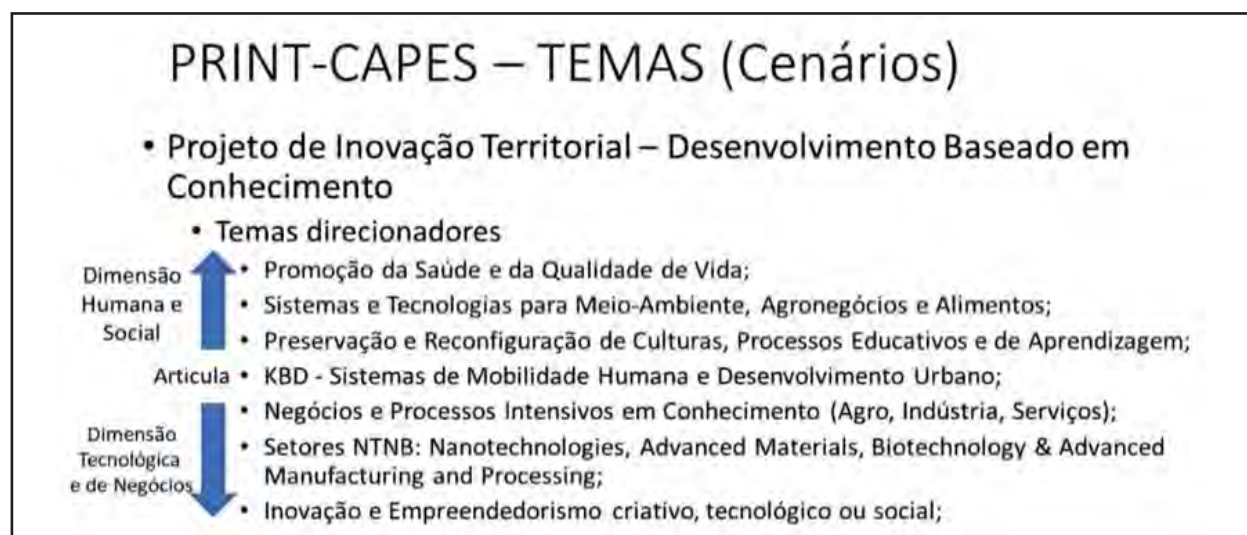 PRINT-CAPES – TEMAS (Cenários)
• Projeto de Inovação Territorial – Desenvolvimento Baseado em
Conhecimento
• Temas direcionadores
Dimensão
Humana e
Social
• Promoção da Saúde e da Qualidade de Vida;
• Sistemas e Tecnologias para Meio-Ambiente, Agronegócios e Alimentos;
• Preservação e Reconfiguração de Culturas, Processos Educativos e de Aprendizagem;
Articula • KBD - Sistemas de Mobilidade Humana e Desenvolvimento Urbano;
Dimensão
Tecnológica
e de Negócios
• Negócios e Processos Intensivos em Conhecimento (Agro, Indústria, Serviços);
• Setores NTNB: Nanotechnologies, Advanced Materials, Biotechnology & Advanced
Manufacturing and Processing;
• Inovação e Empreendedorismo criativo, tecnológico ou social;